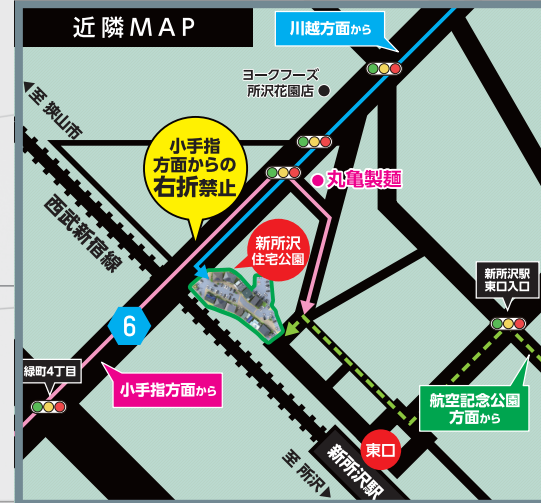 近隣MAP
川越方面から
ヨークフーズ
所沢花園店
至 狭山市
小手指
方面からの
右折禁止
丸亀製麺
西武新宿線
新所沢
住宅公園
新所沢駅
東口入口
6
緑町4丁目
小手指方面から
航空記念公園
方面から
東口
至 所沢
新所沢駅